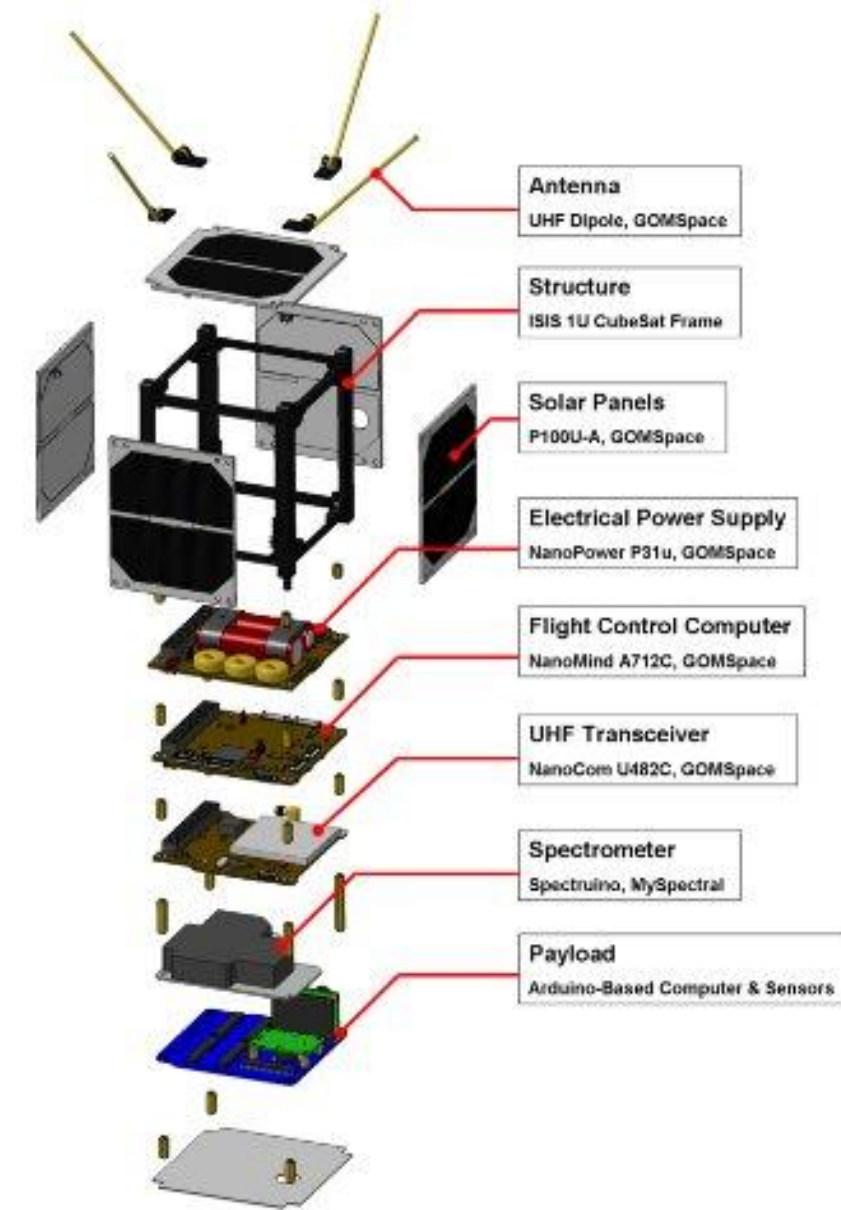 Antenna
UHF Dipole, GOMSpace
Structure
ISIS 1U CubeSat Frame
Solar Panels
P100U-A, GOMSpace
Electrical Power Supply
NanoPower P31u, GOMSpace
Flight Control Computer
NanoMind A712C, GOMSpace
UHF Transceiver
NanoCom U482C, GOMSpace
Spectrometer
Spectruino, MySpectral
Payload
Arduino-Based Computer & Sensors